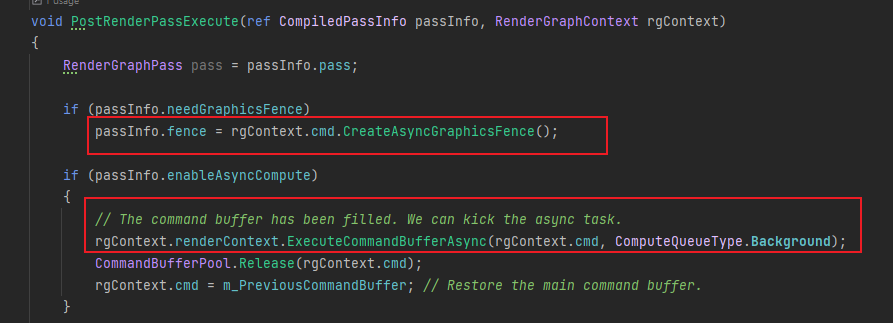 1 usage
void PostRenderPassExecute(ref CompiledPassInfo passInfo, RenderGraphContext rgContext)
{
RenderGraphPass pass = passInfo.pass;
if (passInfo.needGraphicsFence)
passInfo.fence = rgContext.cmd.CreateAsyncGraphicsFence();
if (passInfo.enableAsyncCompute)
{
// The command buffer has been filled. We can kick the async task.
rgContext.renderContext.ExecuteCommandBufferAsync(rgContext.cmd, ComputeQueueType.Background);
CommandBufferPool.Release(rgContext.cmd);
rgContext.cmd = m_PreviousCommandBuffer; // Restore the main command buffer.
}